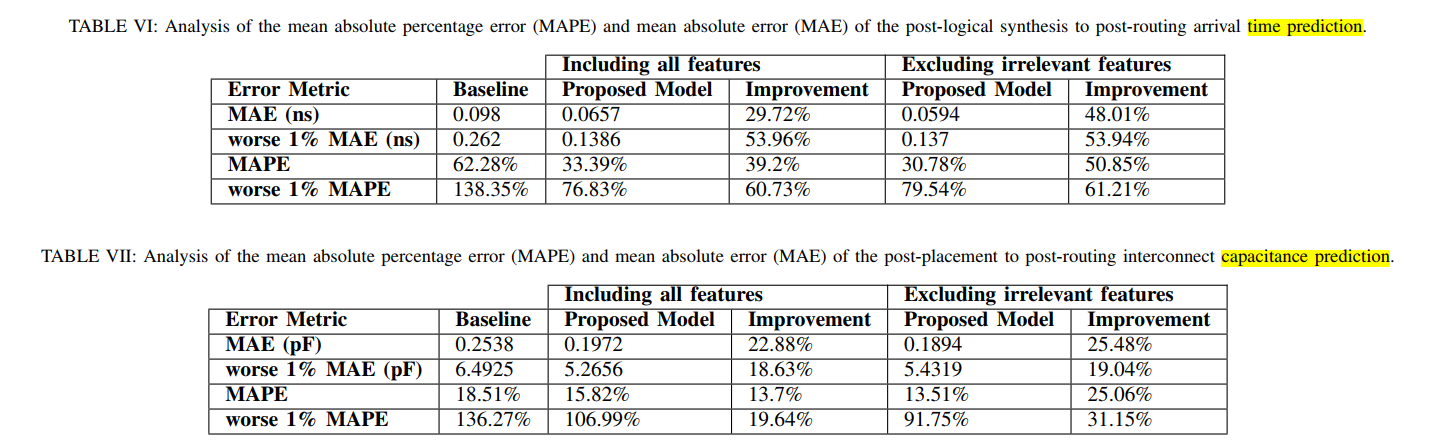 TABLE VI: Analysis of the mean absolute percentage error (MAPE) and mean absolute error (MAE) of the post-logical synthesis to post-routing arrival time prediction.
Including all features Excluding irrelevant features
Error Metric Baseline Proposed Model Improvement Proposed Model Improvement
MAE (ns) 0.098 0.0657 29.72% 0.0594 48.01%
worse 1% MAE (ns) 0.262 0.1386 53.96% 0.137 53.94%
MAPE 62.28% 33.39% 39.2% 30.78% 50.85%
worse 1% MAPE 138.35% 76.83% 60.73% 79.54% 61.21%
TABLE VII: Analysis of the mean absolute percentage error (MAPE) and mean absolute error (MAE) of the post-placement to post-routing interconnect capacitance prediction.
Including all features Excluding irrelevant features
Error Metric Baseline Proposed Model Improvement Proposed Model Improvement
MAE (pF) 0.2538 0.1972 22.88% 0.1894 25.48%
worse 1% MAE (pF) 6.4925 5.2656 18.63% 5.4319 19.04%
MAPE 18.51% 15.82% 13.7% 13.51% 25.06%
worse 1% MAPE 136.27% 106.99% 19.64% 91.75% 31.15%